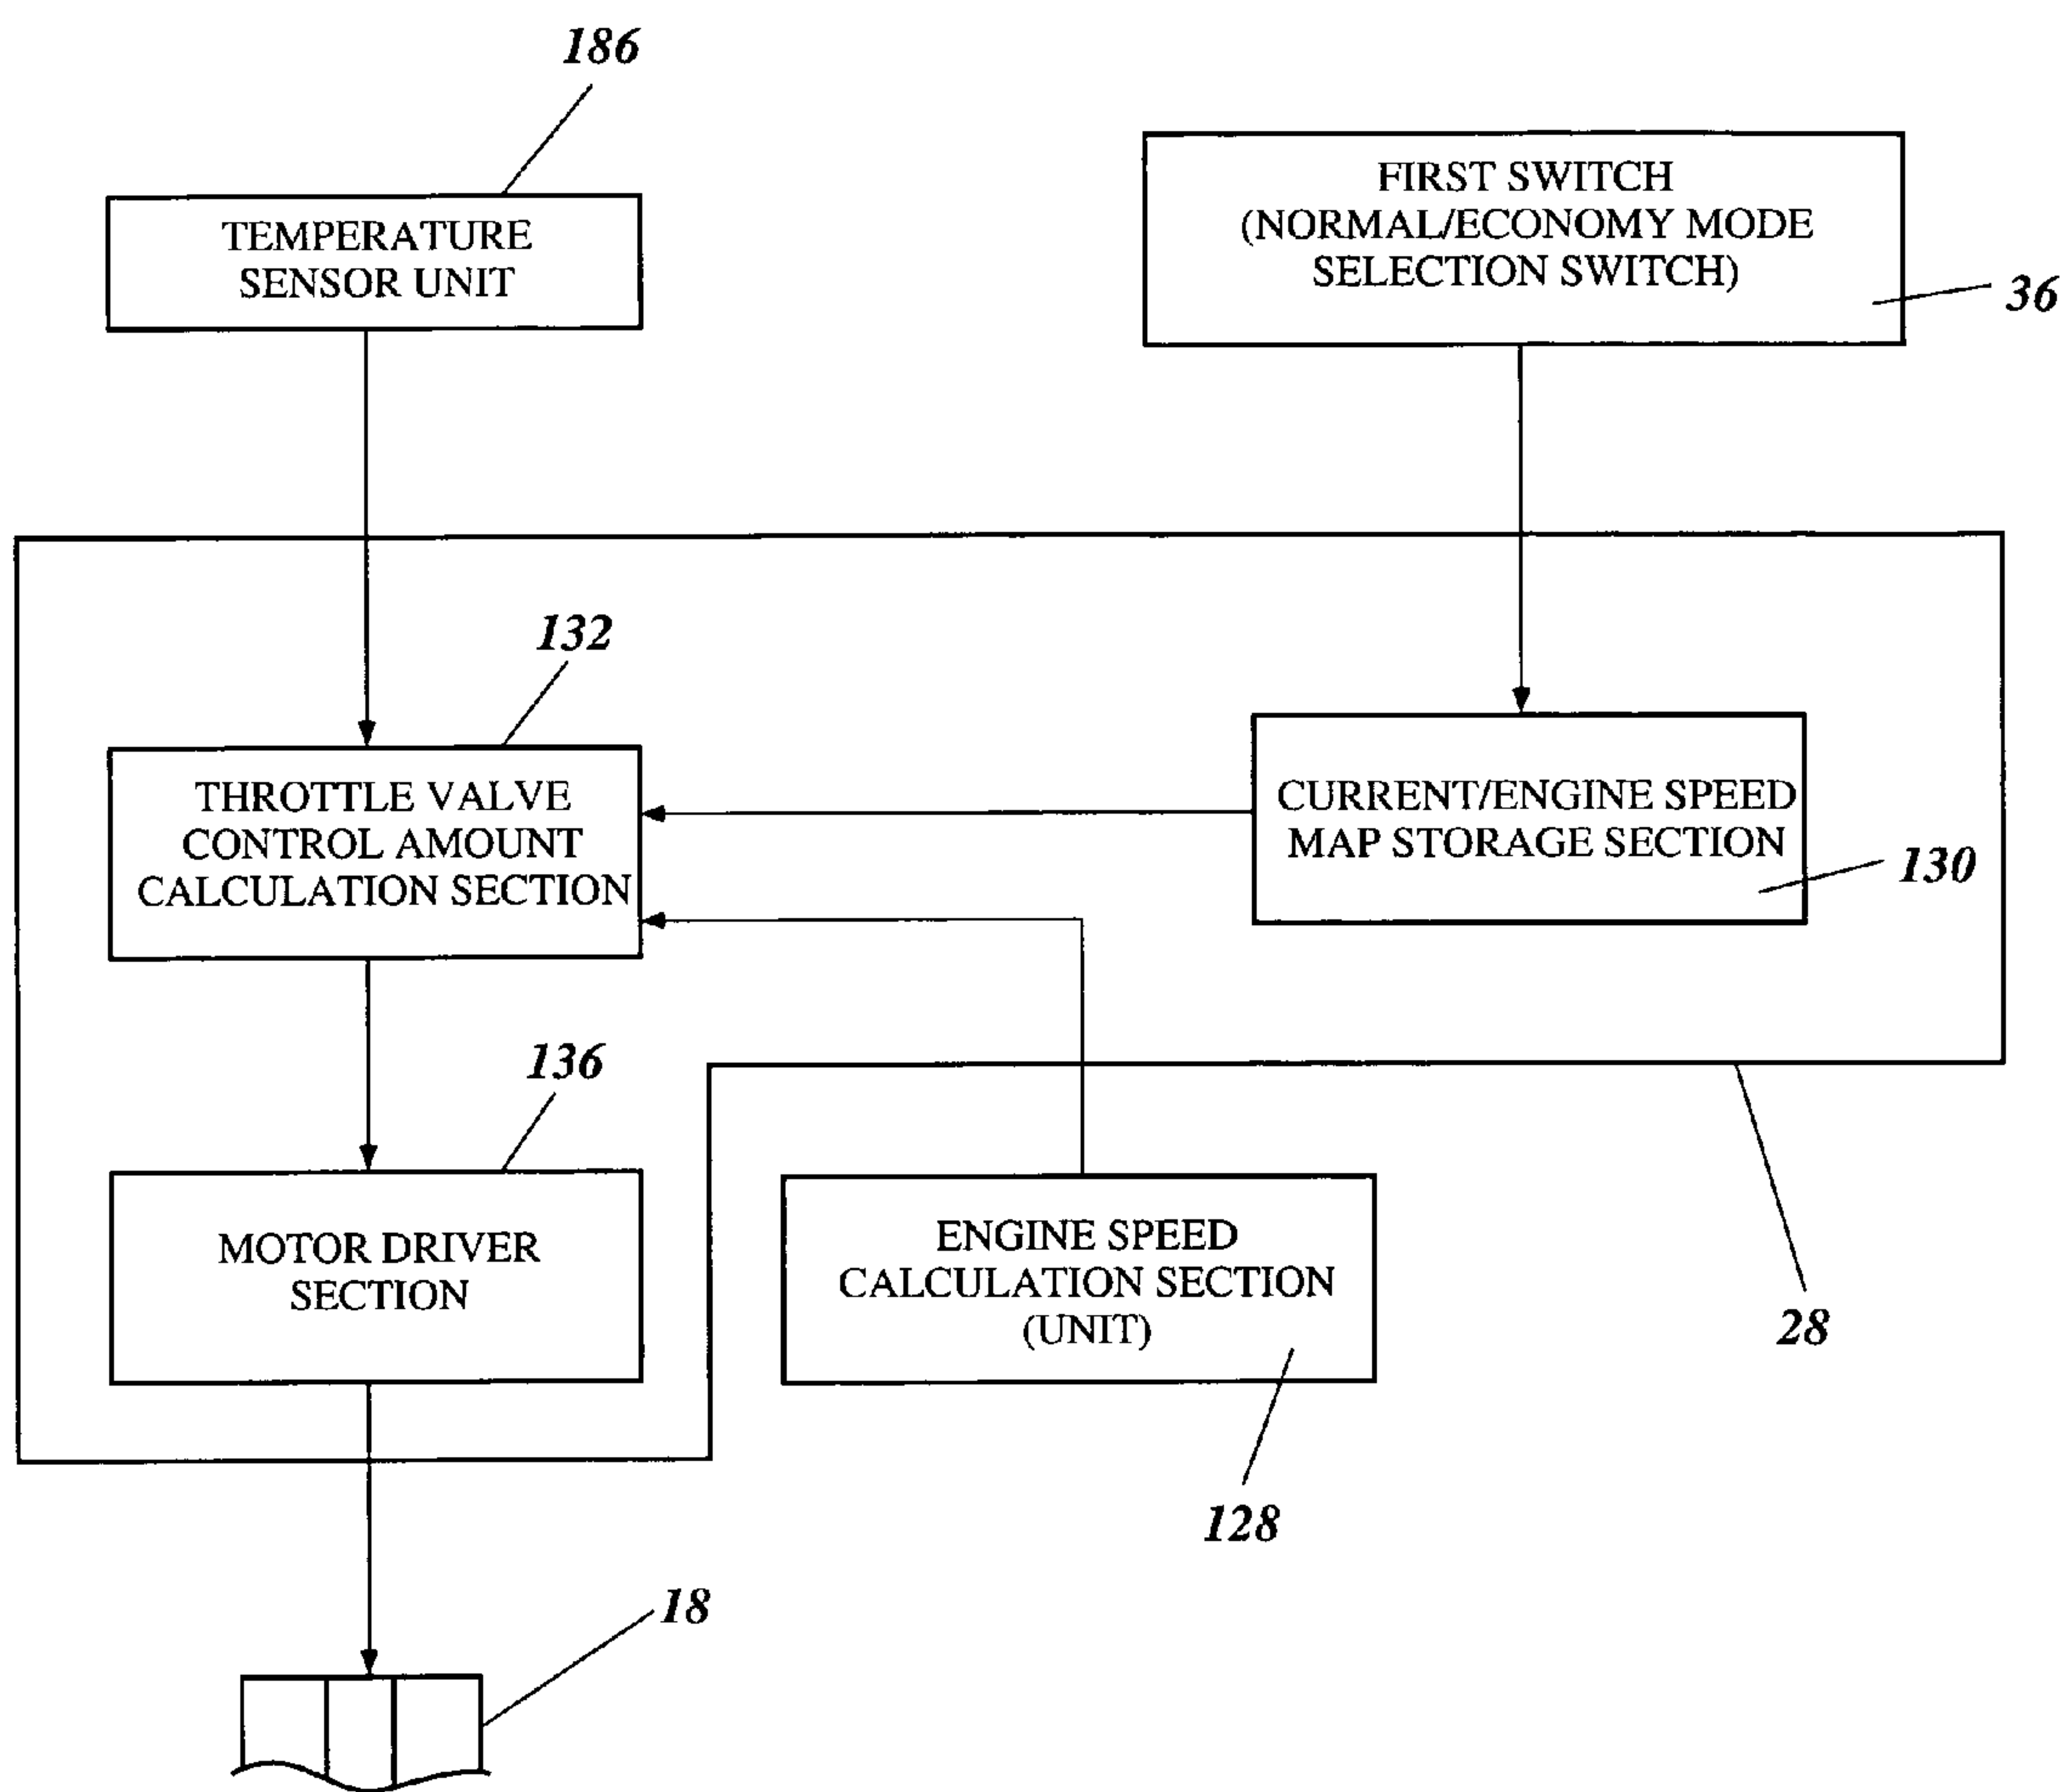 186
TEMPERATURE
SENSOR UNIT
FIRST SWITCH
(NORMAL/ECONOMY MODE
SELECTION SWITCH)
36
132
THROTTLE VALVE
CONTROL AMOUNT
CALCULATION SECTION
CURRENT/ENGINE SPEED
MAP STORAGE SECTION
130
136
MOTOR DRIVER
SECTION
ENGINE SPEED
CALCULATION SECTION
(UNIT)
28
128
18